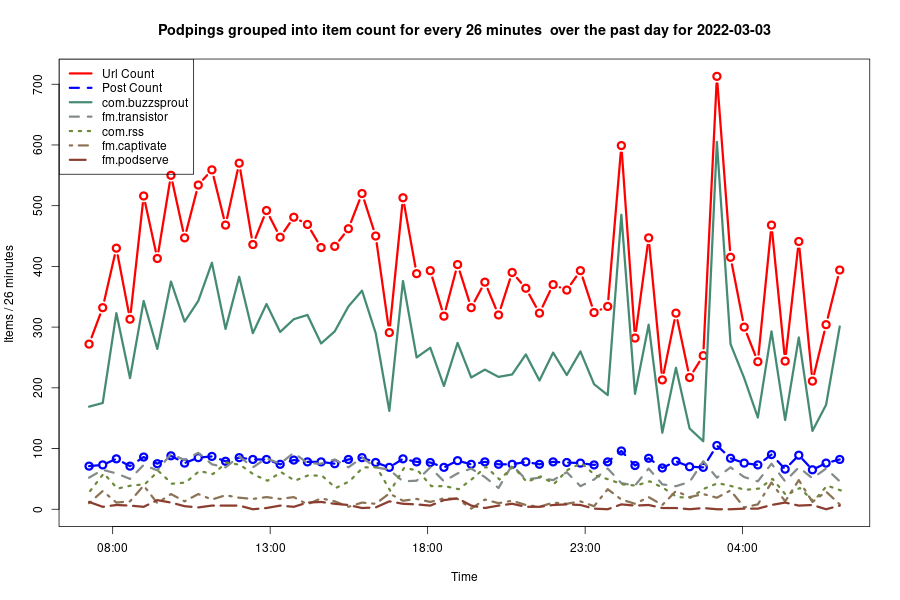 Podpings grouped into item count for every 26 minutes  over the past day for 2022-03-03
Url Count
Post Count
com.buzzsprout
fm.transistor
com.rss
fm.captivate
fm.podserve
Items / 26 minutes
700
600
500
400
300
200
100
0
08:00
13:00
18:00
23:00
04:00
Time